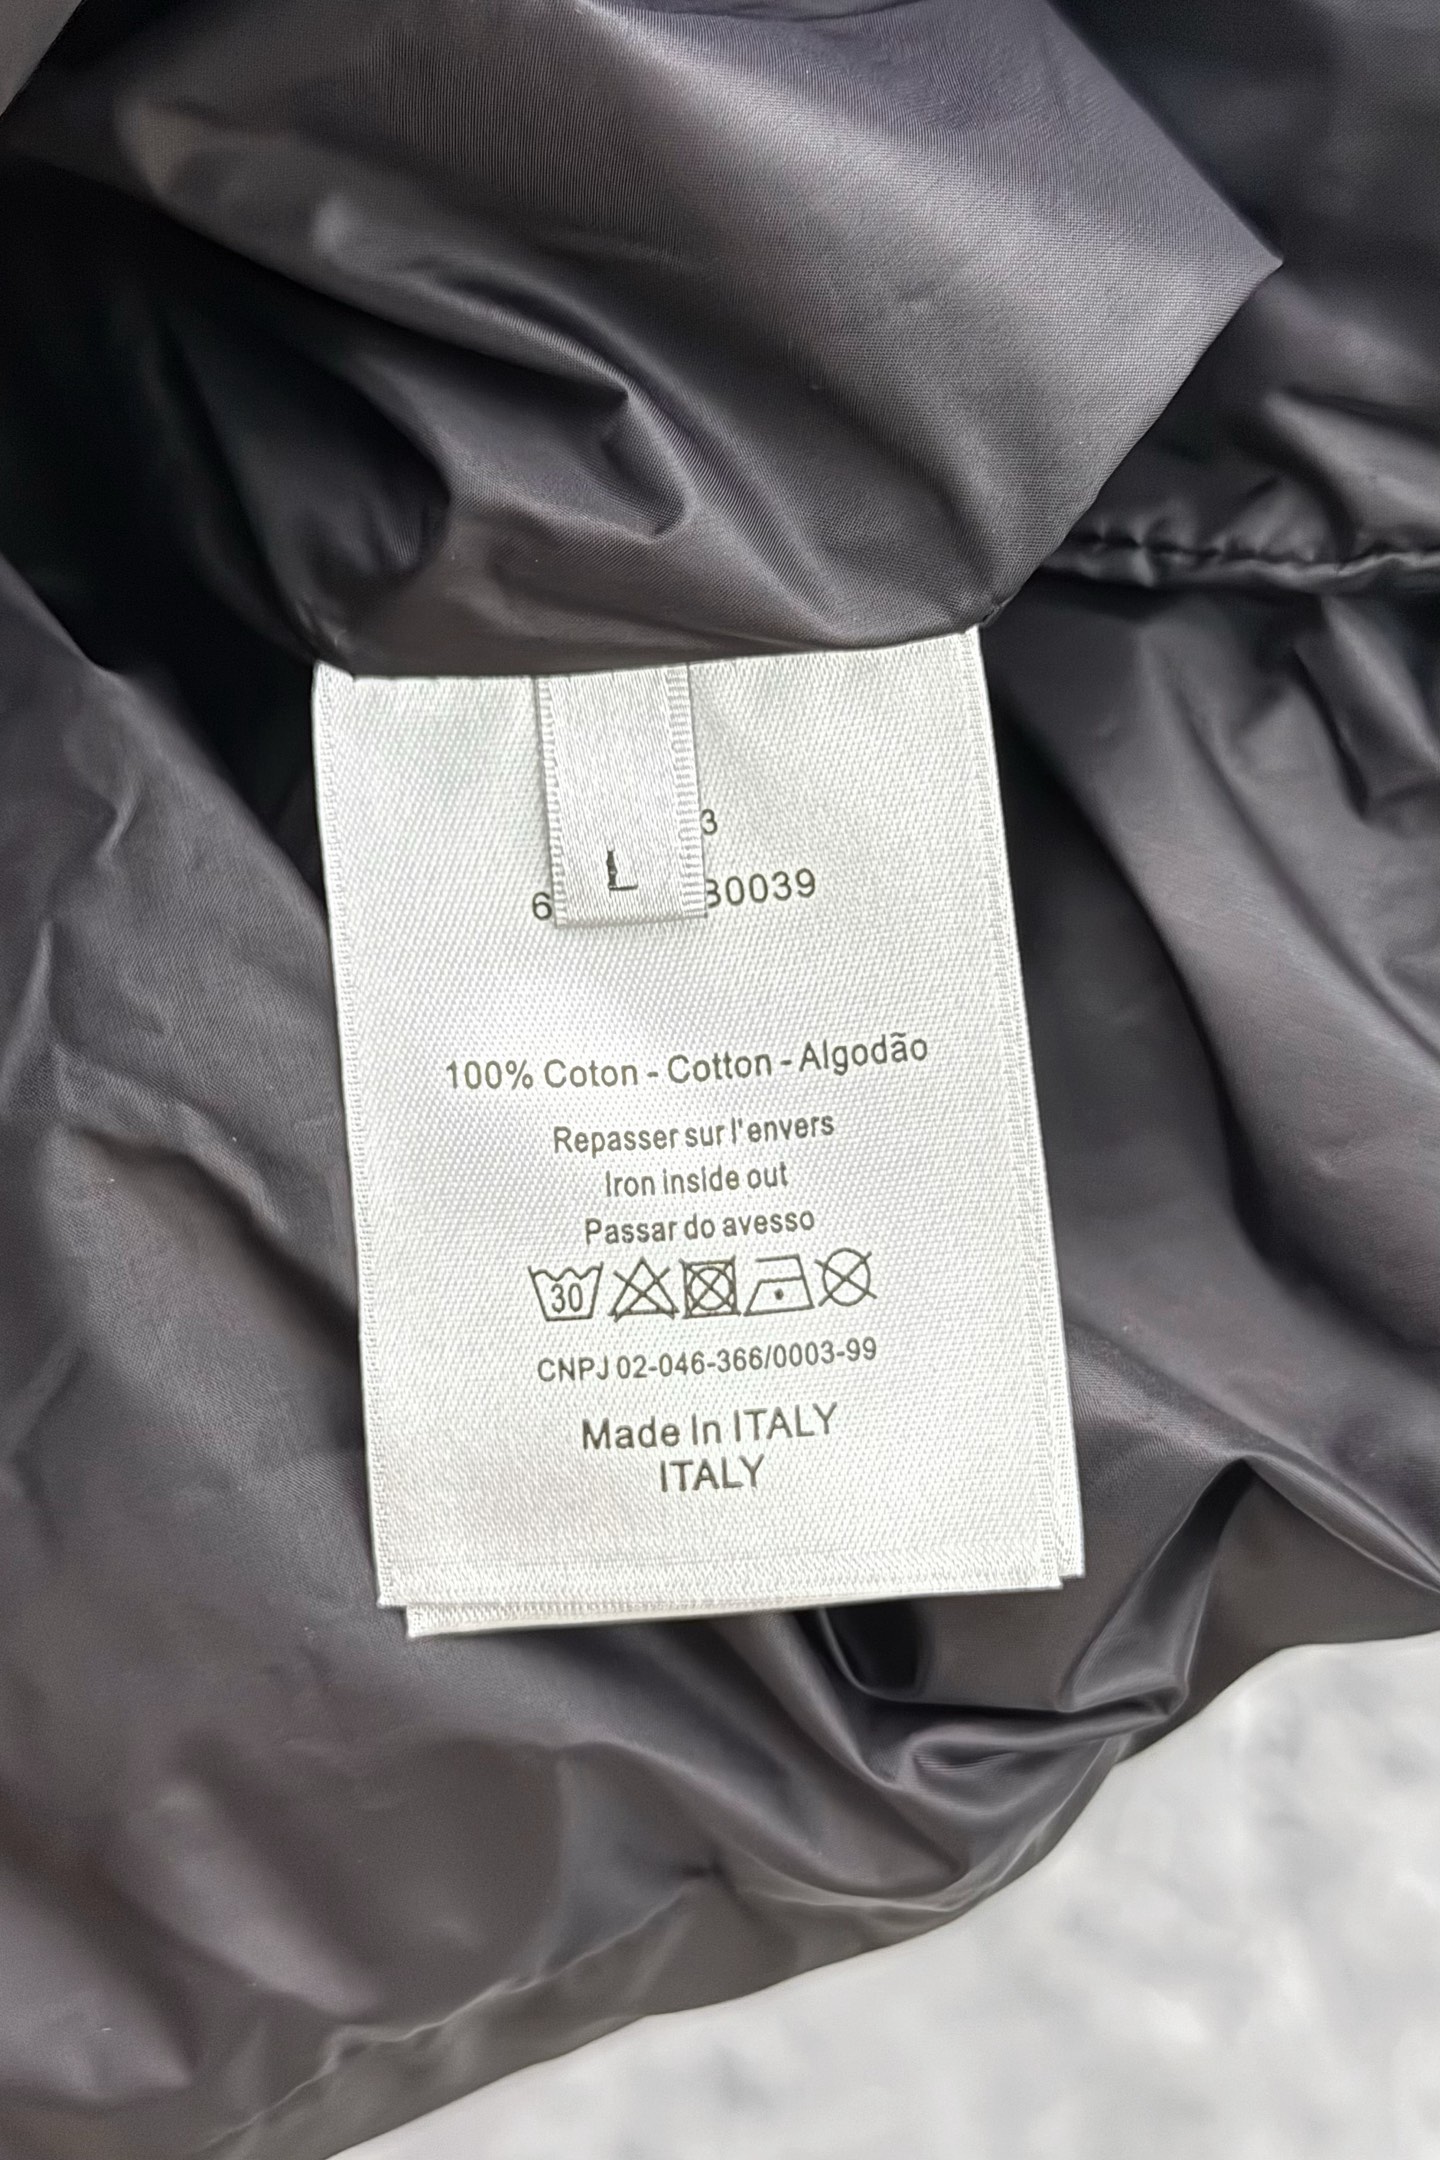 3
L
6 30039
100% Coton - Cotton - Algodão
Repasser sur l'envers
Iron inside out
Passar do avesso
30
CNPJ 02-046-366/0003-99
Made In ITALY
ITALY